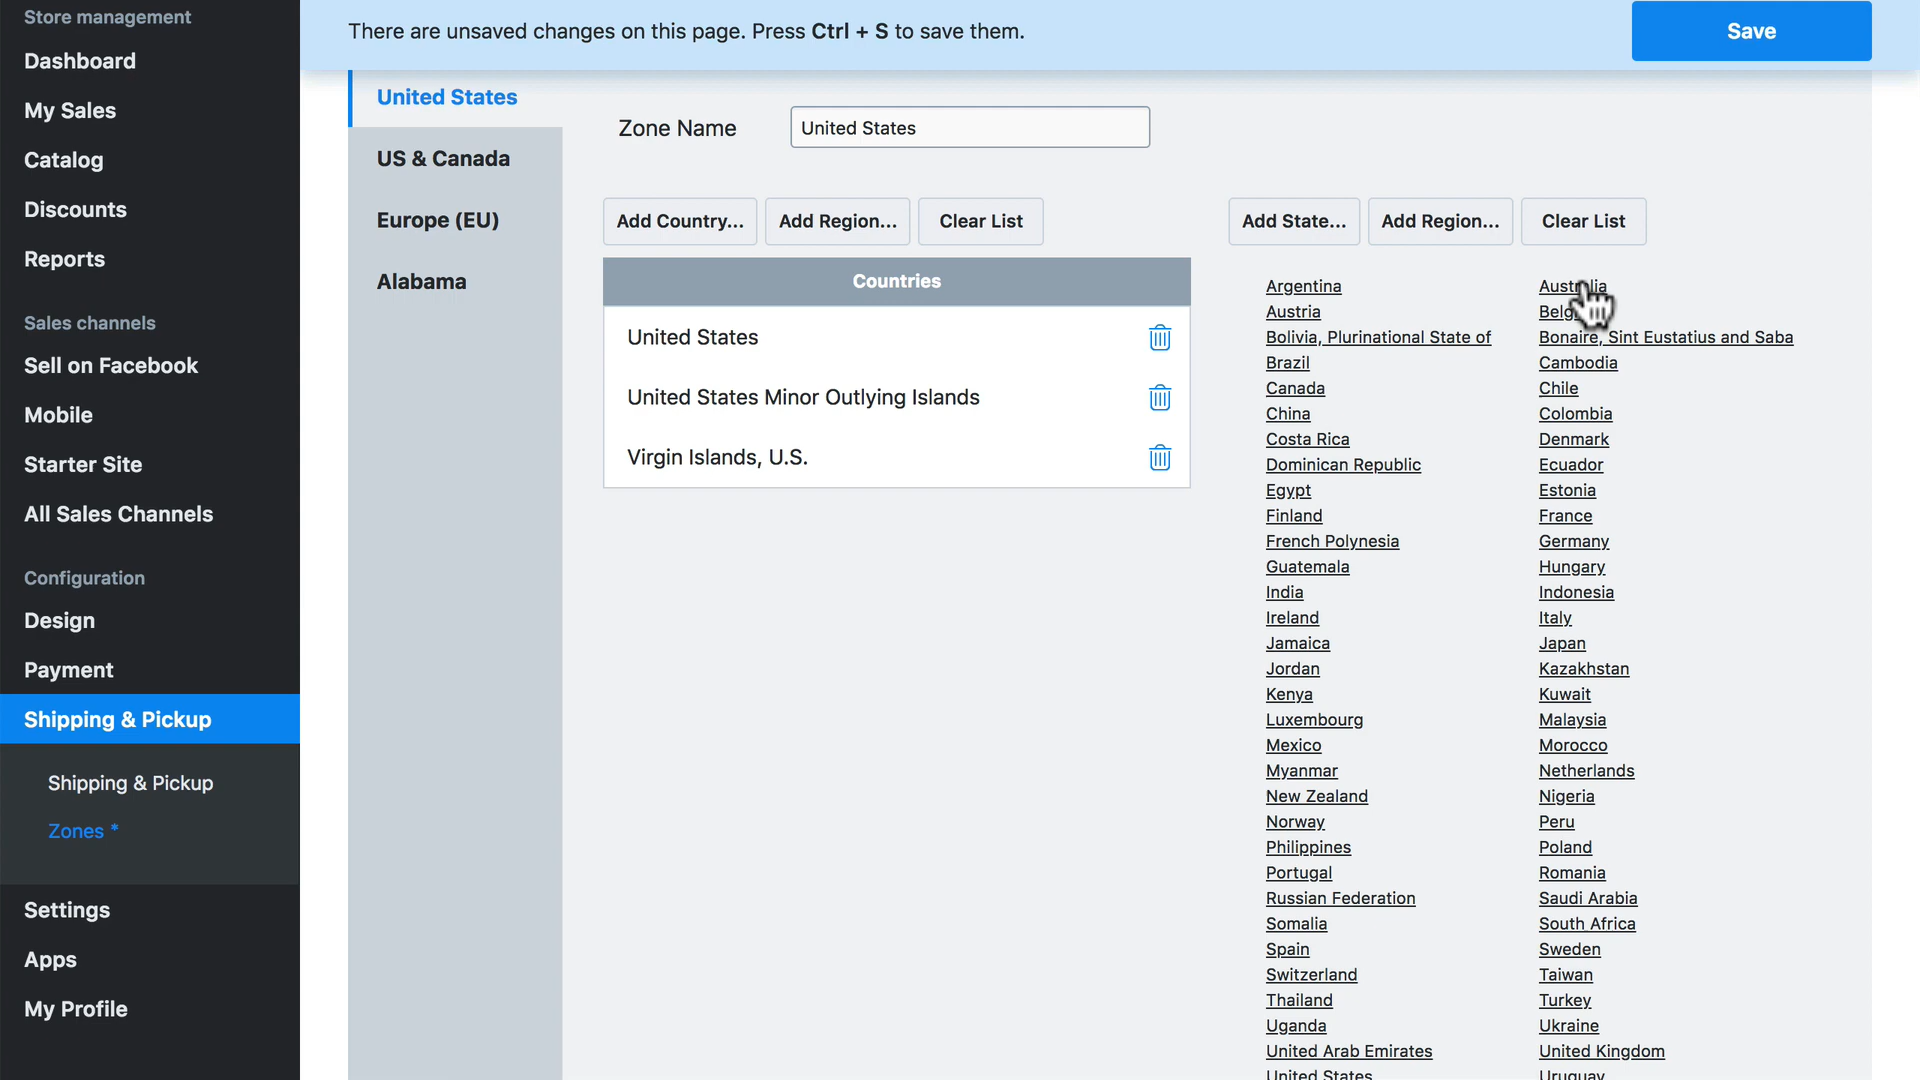 Store management
Dashboard
My Sales
Catalog
Discounts
Reports
Sales channels
Sell on Facebook
Mobile
Starter Site
All Sales Channels
Configuration
Design
Payment
Shipping & Pickup
Shipping & Pickup
Zones *
Settings
Apps
My Profile
There are unsaved changes on this page. Press Ctrl + S to save them.
Save
United States
US & Canada
Europe (EU)
Alabama
Zone Name
United States
Add Country...
Add Region...
Clear List
Countries
United States
United States Minor Outlying Islands
Virgin Islands, U.S.
Add State...
Add Region...
Clear List
Argentina
Austria
Bolivia, Plurinational State of
Brazil
Canada
China
Costa Rica
Dominican Republic
Egypt
Finland
French Polynesia
Guatemala
India
Ireland
Jamaica
Jordan
Kenya
Luxembourg
Mexico
Myanmar
New Zealand
Norway
Philippines
Portugal
Russian Federation
Somalia
Spain
Switzerland
Thailand
Uganda
United Arab Emirates
United States
Australia
Bonaire, Sint Eustatius and Saba
Cambodia
Chile
Colombia
Denmark
Ecuador
Estonia
France
Germany
Hungary
Indonesia
Italy
Japan
Kazakhstan
Kuwait
Malaysia
Morocco
Netherlands
Nigeria
Peru
Poland
Romania
Saudi Arabia
South Africa
Sweden
Taiwan
Turkey
Ukraine
United Kingdom
Uruguay